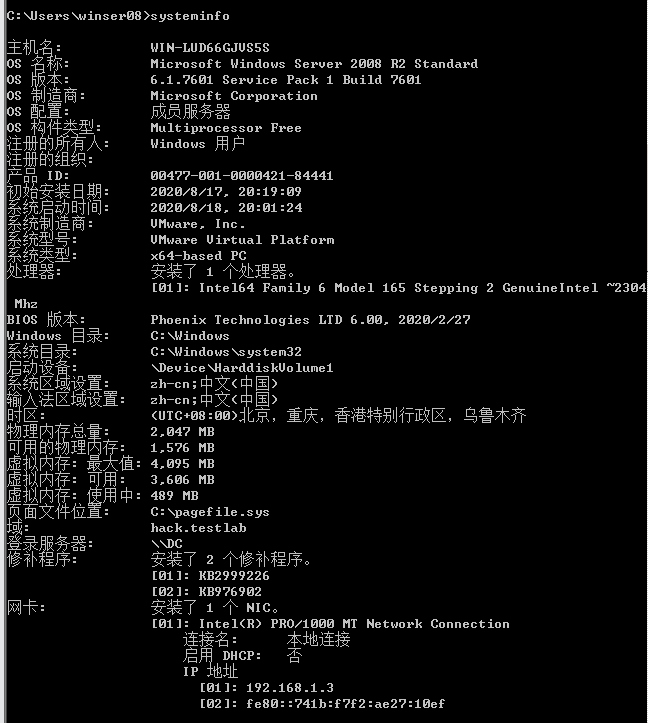 C:\Users\winser08>systeminfo
主机名: WIN-LUD66GJVS5S
OS 名称: Microsoft Windows Server 2008 R2 Standard
OS 版本: 6.1.7601 Service Pack 1 Build 7601
OS 制造商: Microsoft Corporation
OS 配置: 成员服务器
OS 构件类型: Multiprocessor Free
注册的所有人: Windows 用户
注册的组织:
产品 ID: 00477-001-0000421-84441
初始安装日期: 2020/8/17, 20:19:09
系统启动时间: 2020/8/18, 20:01:24
系统制造商: VMware, Inc.
系统型号: VMware Virtual Platform
系统类型: x64-based PC
处理器: 安装了 1 个处理器。
[01]: Intel64 Family 6 Model 165 Stepping 2 GenuineIntel ~2304
Mhz
BIOS 版本: Phoenix Technologies LTD 6.00, 2020/2/27
Windows 目录: C:\Windows
系统目录: C:\Windows\system32
启动设备: \Device\HarddiskVolume1
系统区域设置: zh-cn;中文(中国)
输入法区域设置: zh-cn;中文(中国)
时区: (UTC+08:00)北京，重庆，香港特别行政区，乌鲁木齐
物理内存总量: 2,047 MB
可用的物理内存: 1,576 MB
虚拟内存: 最大值: 4,095 MB
虚拟内存: 可用: 3,606 MB
虚拟内存: 使用中: 489 MB
页面文件位置: C:\pagefile.sys
域: hack.testlab
登录服务器: \\DC
修补程序: 安装了 2 个修补程序。
[01]: KB2999226
[02]: KB976902
网卡: 安装了 1 个 NIC。
[01]: Intel(R) PRO/1000 MT Network Connection
连接名: 本地连接
启用 DHCP: 否
IP 地址
[01]: 192.168.1.3
[02]: fe80::741b:f7f2:ae27:10ef